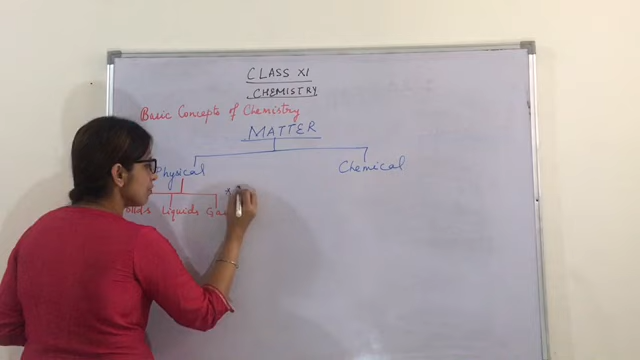 CLASS XI
CHEMISTRY
Basic Concepts of Chemistry
MATTER
Physical
Chemical
Liquids